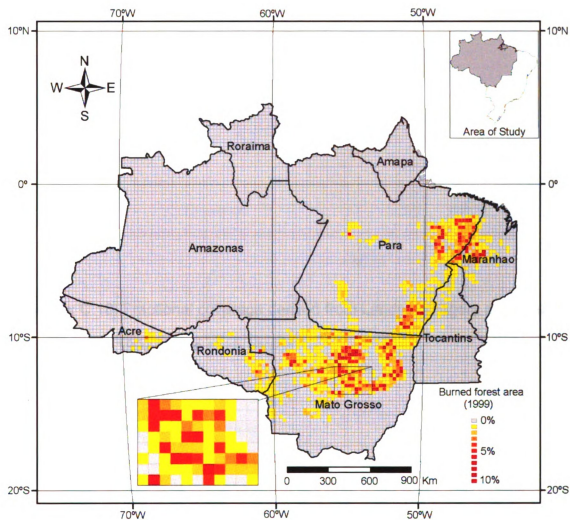 70°W
60°W
50°W
10°N
10°N
N
W E
S
Area of Study
Roraima
Amapa
0°
0°
Amazonas
Para
Maranhao
Acre
10°S
Rondonia
Tocantins
10°S
Mato Grosso
Burned forest area
(1999)
0%
5%
10%
0 300 600 900 Km
20°S
20°S
70°W
60°W
50°W